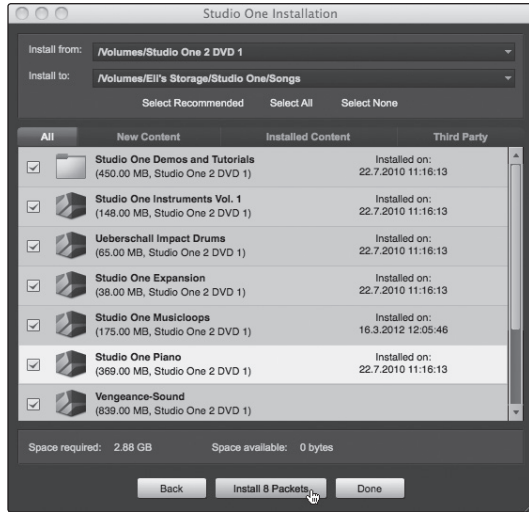 Studio One Installation
Install from: /Volumes/Studio One 2 DVD 1
Install to: /Volumes/Eli's Storage/Studio One/Songs
Select Recommended Select All Select None
All New Content Installed Content Third Party
Studio One Demos and Tutorials
(450.00 MB, Studio One 2 DVD 1)
Installed on:
22.7.2010 11:16:13
Studio One Instruments Vol. 1
(148.00 MB, Studio One 2 DVD 1)
Installed on:
22.7.2010 11:16:13
Ueberschall Impact Drums
(65.00 MB, Studio One 2 DVD 1)
Installed on:
22.7.2010 11:16:13
Studio One Expansion
(38.00 MB, Studio One 2 DVD 1)
Installed on:
22.7.2010 11:16:13
Studio One Musicloops
(175.00 MB, Studio One 2 DVD 1)
Installed on:
16.3.2012 12:05:46
Studio One Piano
(369.00 MB, Studio One 2 DVD 1)
Installed on:
22.7.2010 11:16:13
Vengeance-Sound
(839.00 MB, Studio One 2 DVD 1)
Space required: 2.88 GB Space available: 0 bytes
Back Install 8 Packets Done